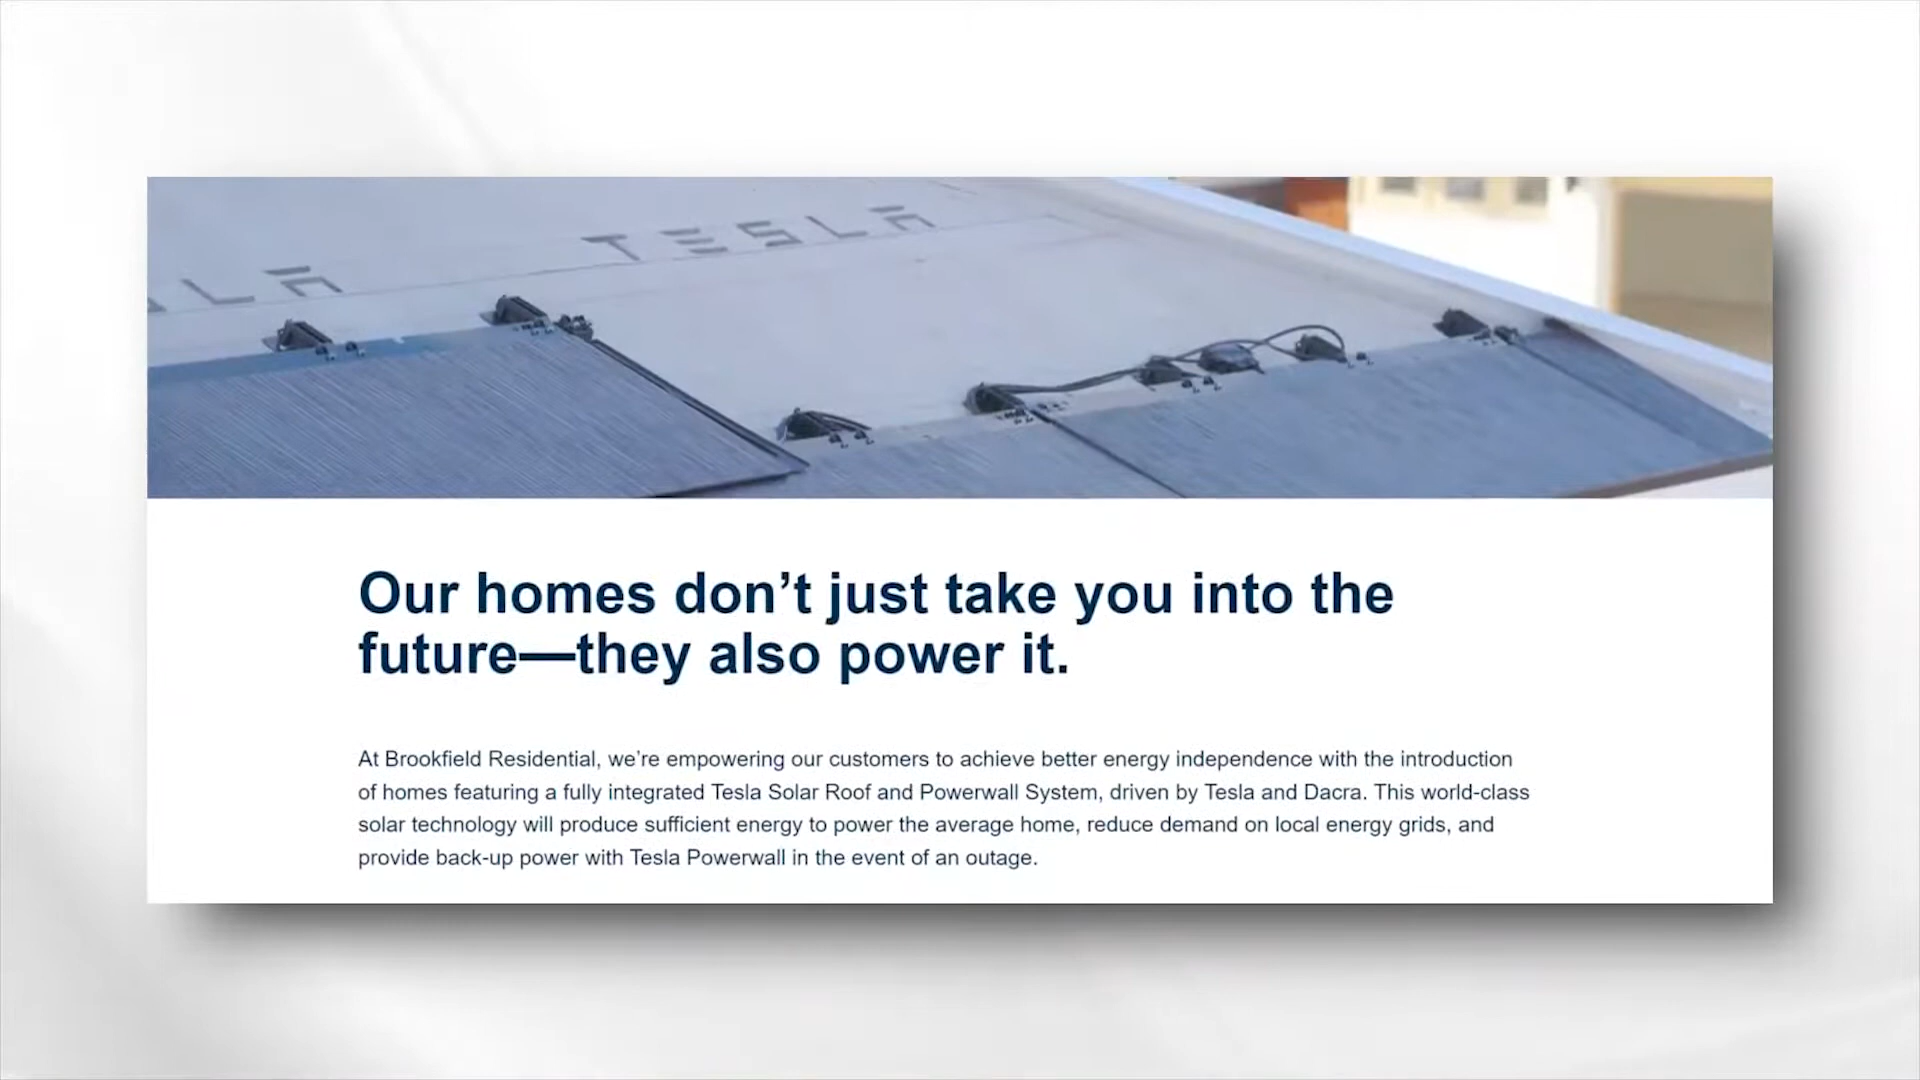 TESLA
LA
Our homes don’t just take you into the
future—they also power it.
At Brookfield Residential, we’re empowering our customers to achieve better energy independence with the introduction
of homes featuring a fully integrated Tesla Solar Roof and Powerwall System, driven by Tesla and Dacra. This world-class
solar technology will produce sufficient energy to power the average home, reduce demand on local energy grids, and
provide back-up power with Tesla Powerwall in the event of an outage.